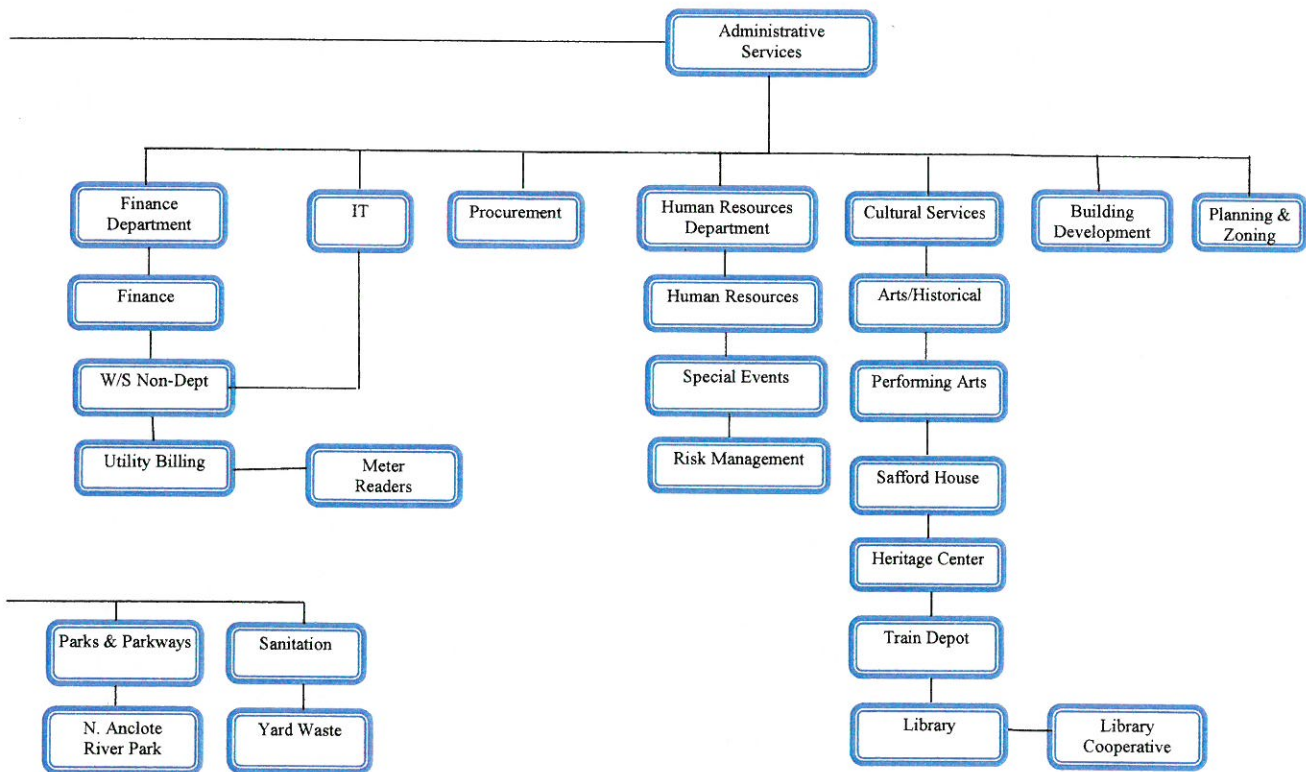 Administrative
Services
Finance
Department
IT
Procurement
Human Resources
Department
Cultural Services
Building
Development
Planning &
Zoning
Finance
Human Resources
Arts/Historical
W/S Non-Dept
Special Events
Performing Arts
Utility Billing
Meter
Readers
Risk Management
Safford House
Heritage Center
Parks & Parkways
Sanitation
Train Depot
N. Anclote
River Park
Yard Waste
Library
Library
Cooperative